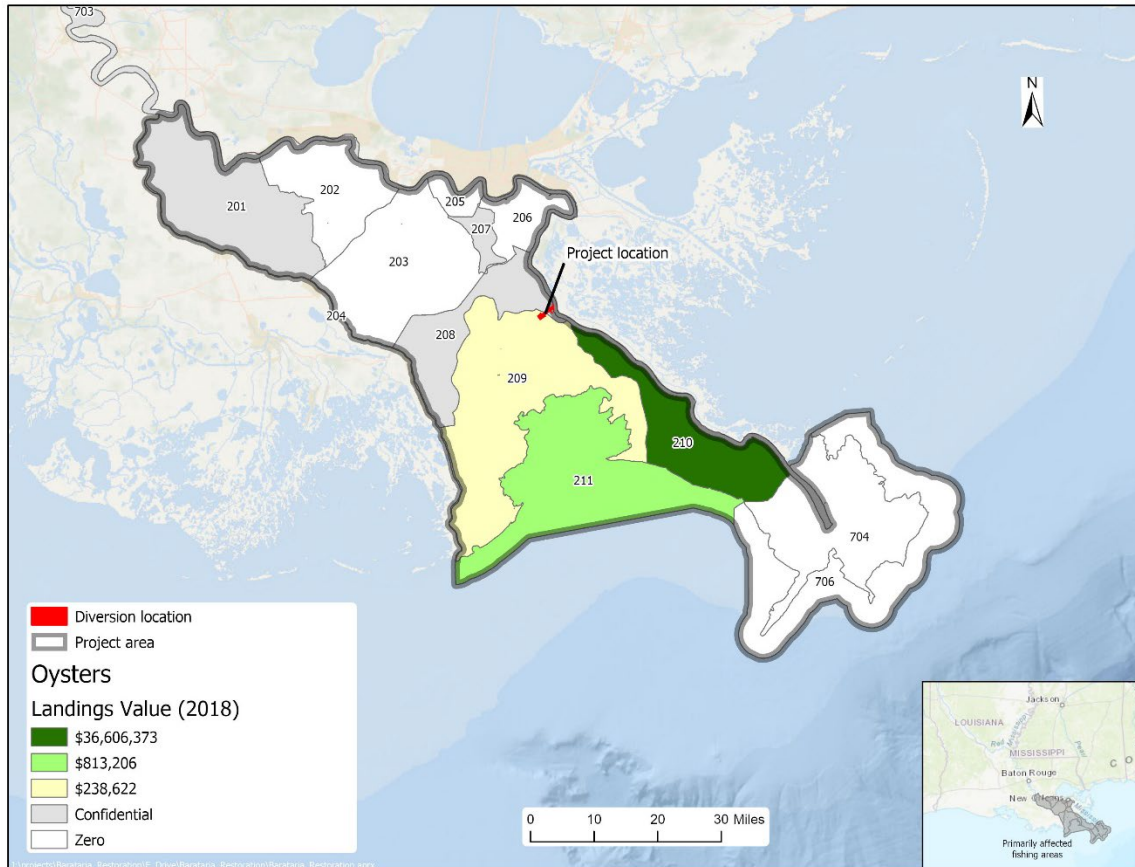 703
N
202
205
206
201
207
Project location
203
204
208
209
210
211
704
706
Diversion location
Project area
Oysters
Landings Value (2018)
$36,606,373
$813,206
$238,622
Confidential
Zero
0 10 20 30 Miles
Jackson
LOUISIANA
MISSISSIPPI
Baton Rouge
New Orleans
Primarily affected
fishing areas